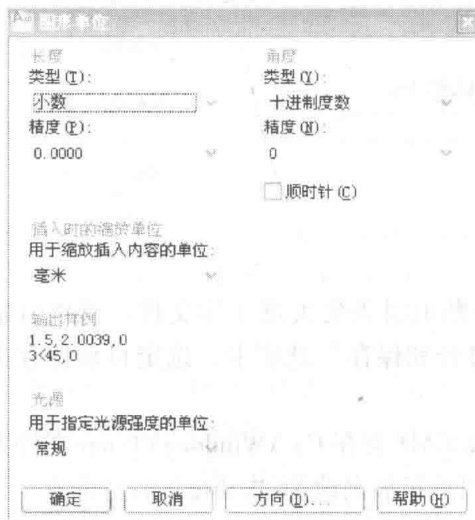 图形单位
长度
类型(T):
小数
精度(P):
0.0000
角度
类型(Y):
十进制度数
精度(N):
0
顺时针(C)
插入时的缩放单位
用于缩放插入内容的单位:
毫米
输出样例
1.5,2.0039,0
3<45,0
光源
用于指定光源强度的单位:
常规
确定
取消
方向(D)...
帮助(H)